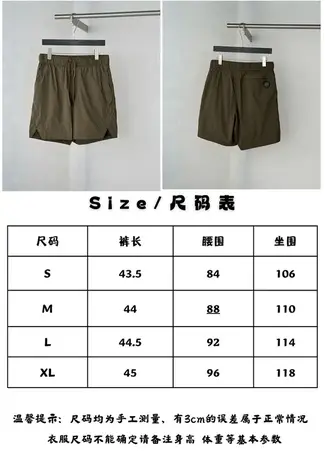 Size/尺码表
尺码 裤长 腰围 坐围
S 43.5 84 106
M 44 88 110
L 44.5 92 114
XL 45 96 118
温馨提示：尺码均为手工测量、有3cm的误差属于正常情况
衣服尺码不能确定请备注身高 体重等基本参数